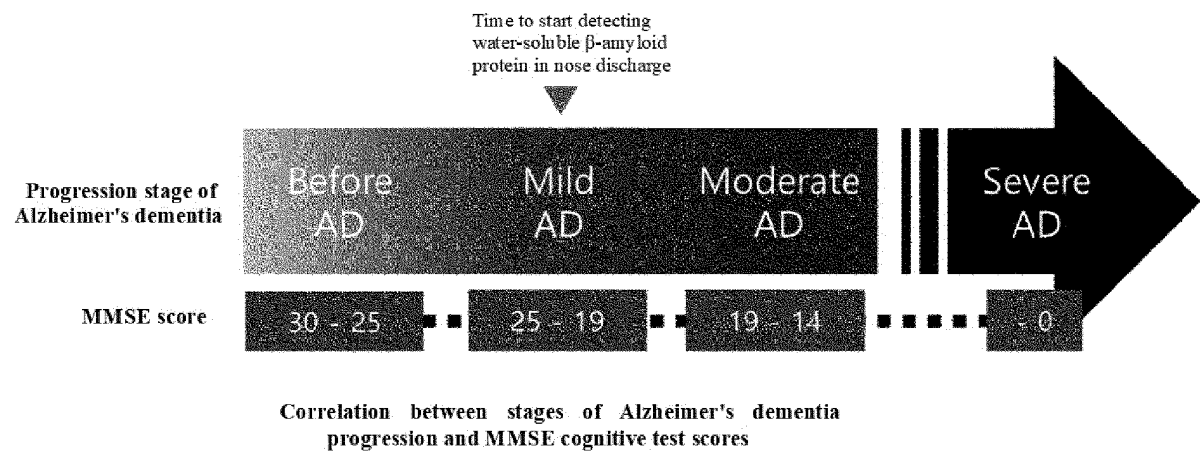 Time to start detecting
water-soluble β-amyloid
protein in nose discharge
Progression stage of
Alzheimer's dementia
Before
AD
Mild
AD
Moderate
AD
Severe
AD
MMSE score
30 - 25
25 - 19
19 - 14
- 0
Correlation between stages of Alzheimer's dementia
progression and MMSE cognitive test scores